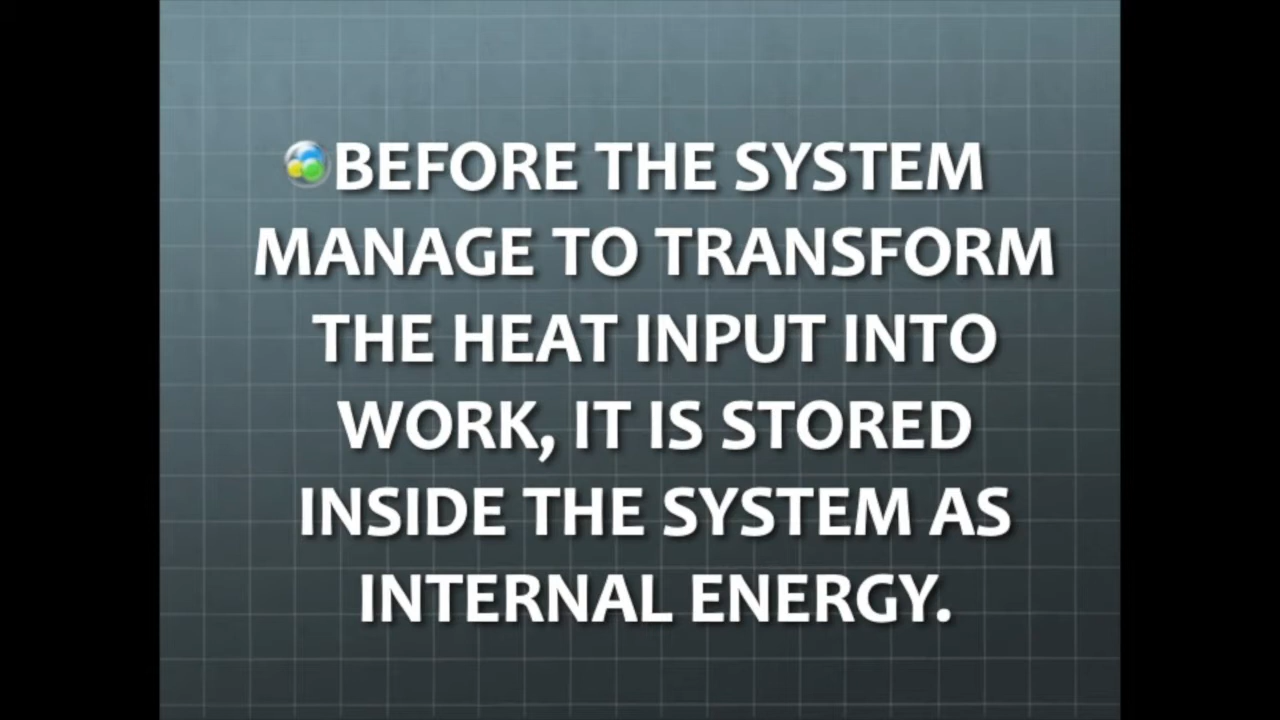 BEFORE THE SYSTEM
MANAGE TO TRANSFORM
THE HEAT INPUT INTO
WORK, IT IS STORED
INSIDE THE SYSTEM AS
INTERNAL ENERGY.